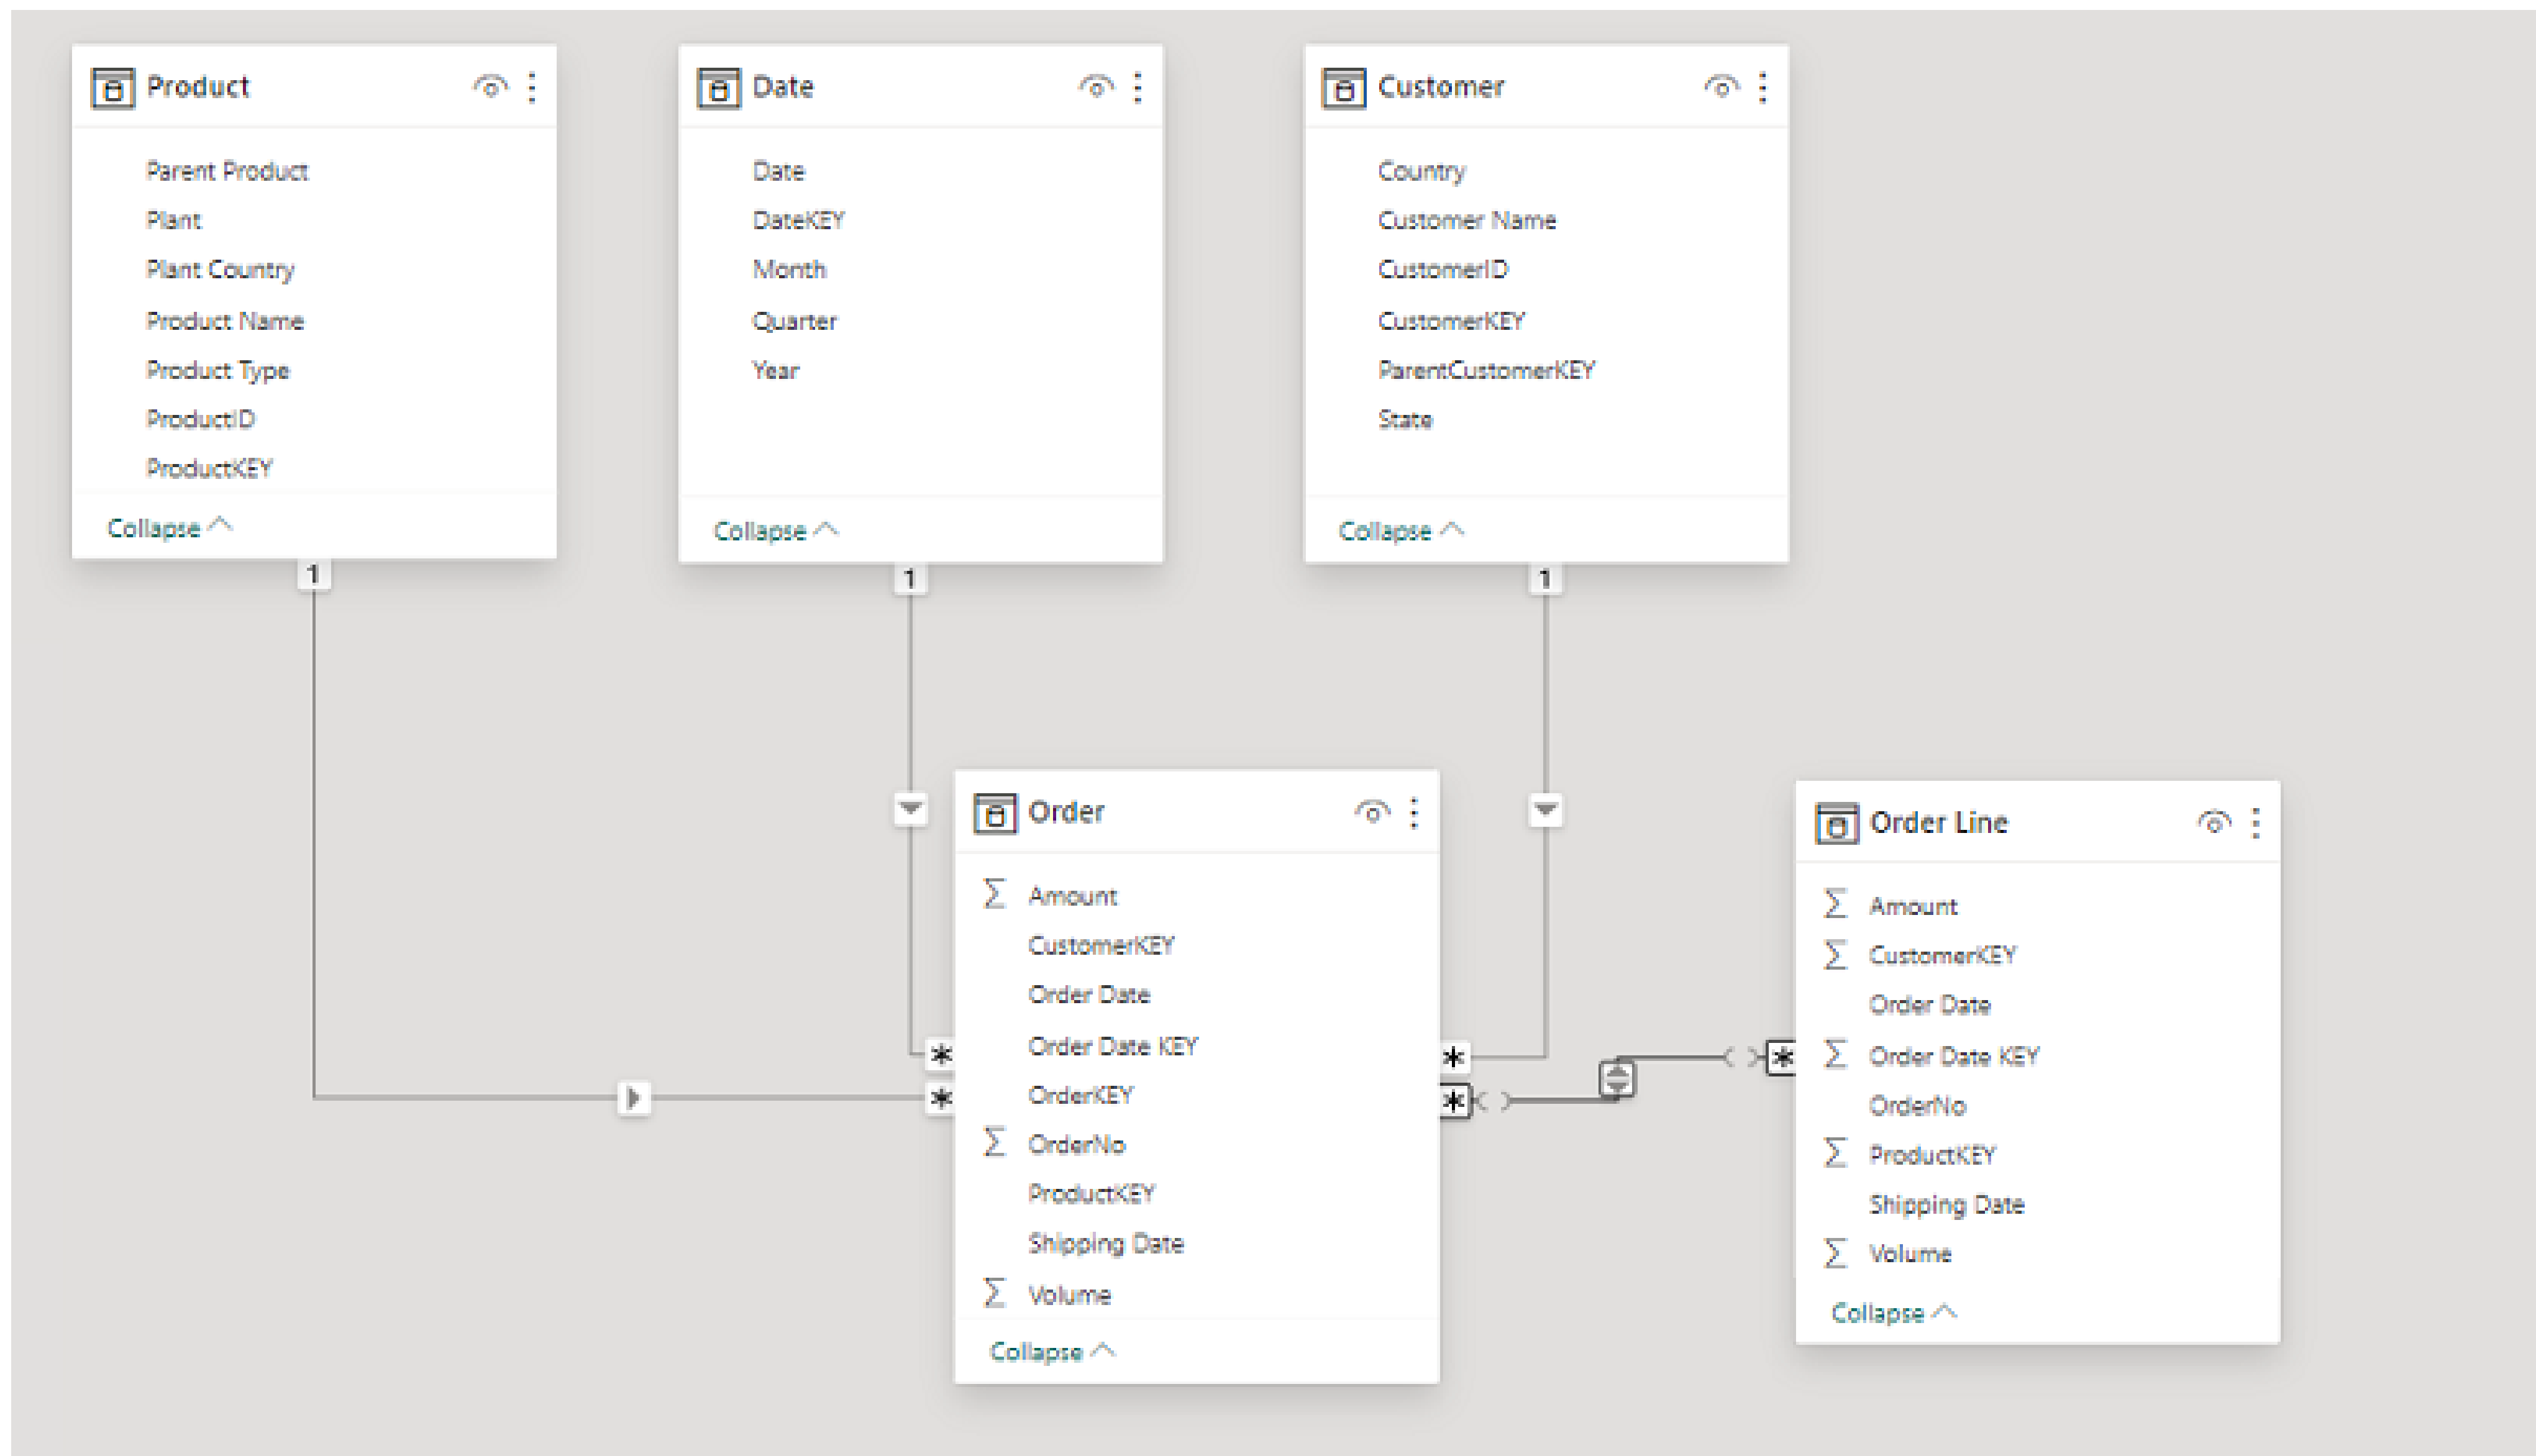 Product
Parent Product
Plant
Plant Country
Product Name
Product Type
ProductID
ProductKEY
Collapse
1
Date
Date
DateKEY
Month
Quarter
Year
Collapse
1
Customer
Country
Customer Name
CustomerID
CustomerKEY
ParentCustomerKEY
State
Collapse
1
Order
Σ Amount
CustomerKEY
Order Date
Order Date KEY
OrderKEY
Σ OrderNo
ProductKEY
Shipping Date
Σ Volume
Collapse
*
*
*
*
*
Order Line
Σ Amount
Σ CustomerKEY
Order Date
Σ Order Date KEY
OrderNo
Σ ProductKEY
Shipping Date
Σ Volume
Collapse